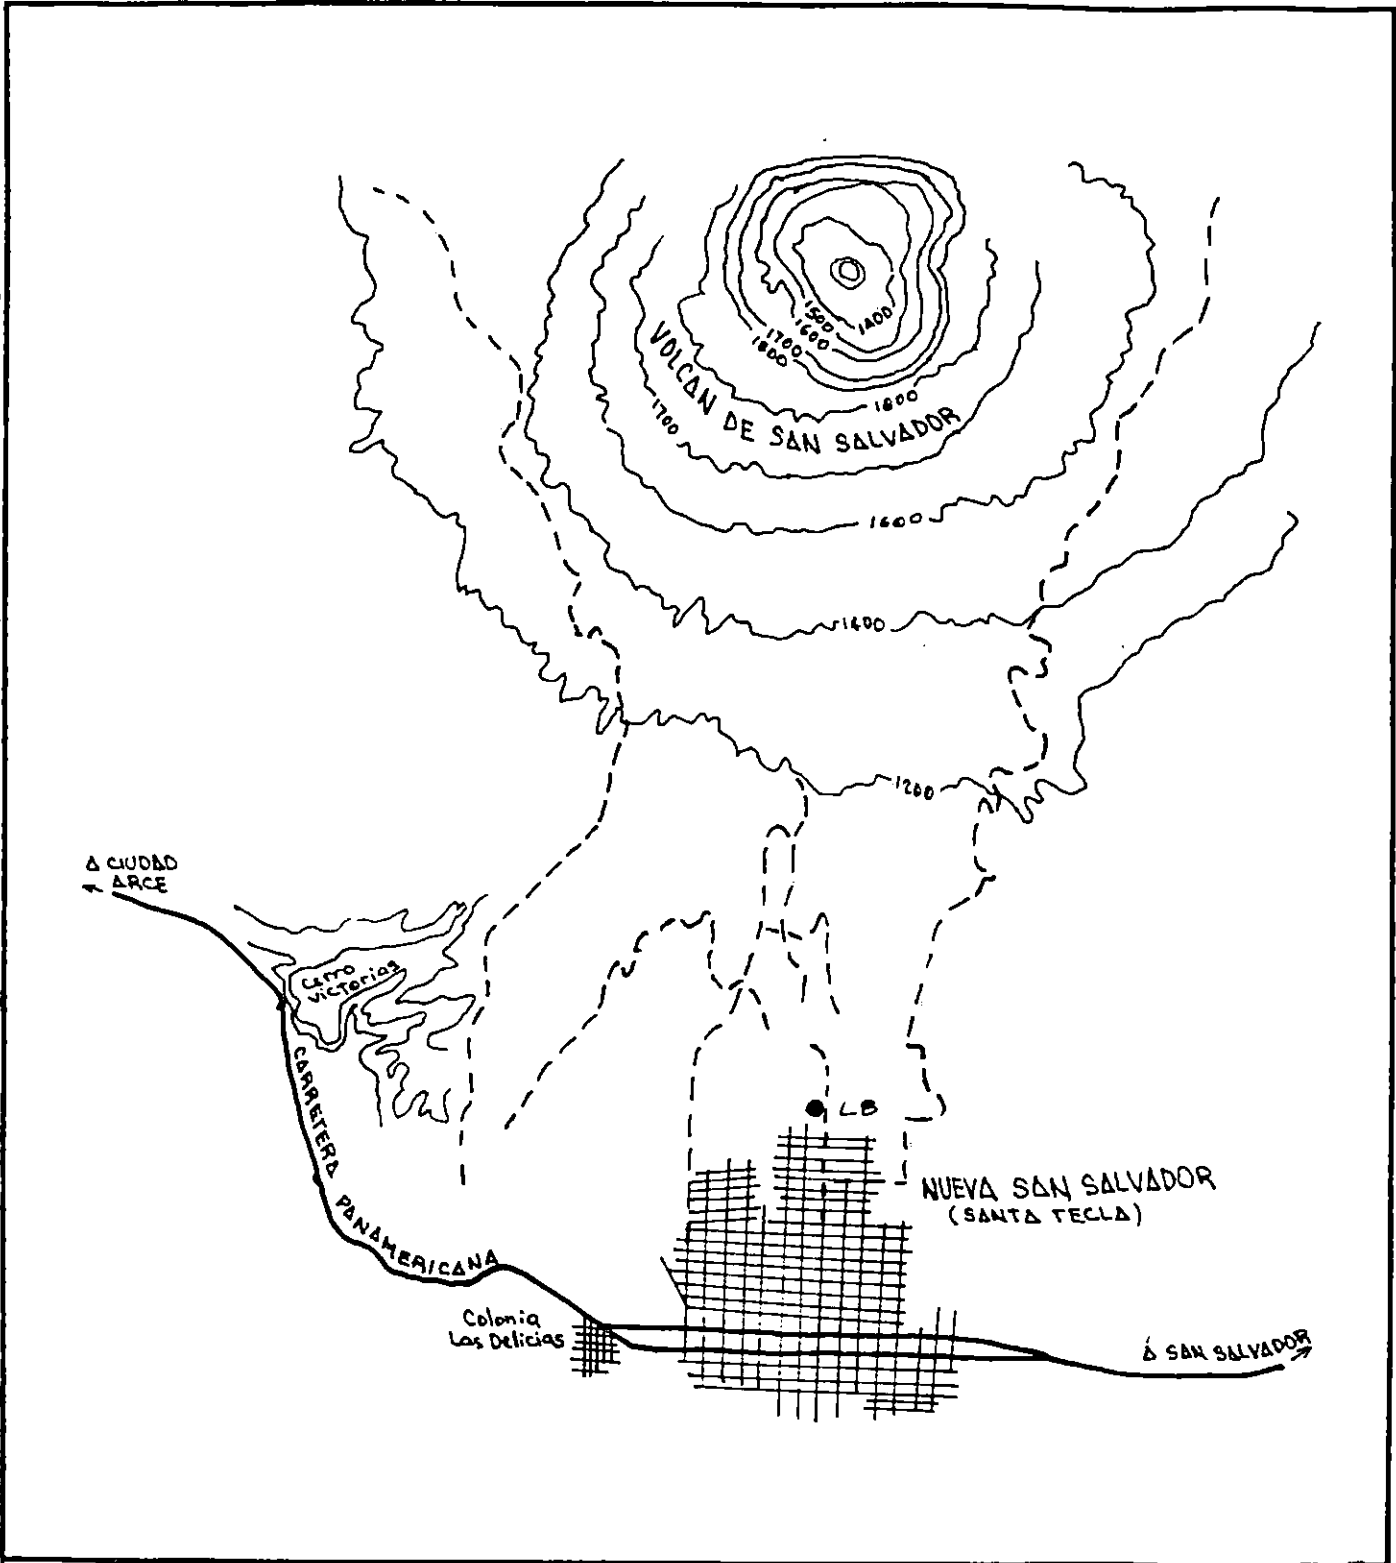 1500
1400
1600
1700
1800
1800
VOLCAN DE SAN SALVADOR
1700
1600
1400
1200
A CIUDAD
ARCE
Cerro
Victorias
CARRETERA PANAMERICANA
LB
NUEVA SAN SALVADOR
(SANTA TECLA)
Colonia
Las Delicias
Á SAN SALVADOR